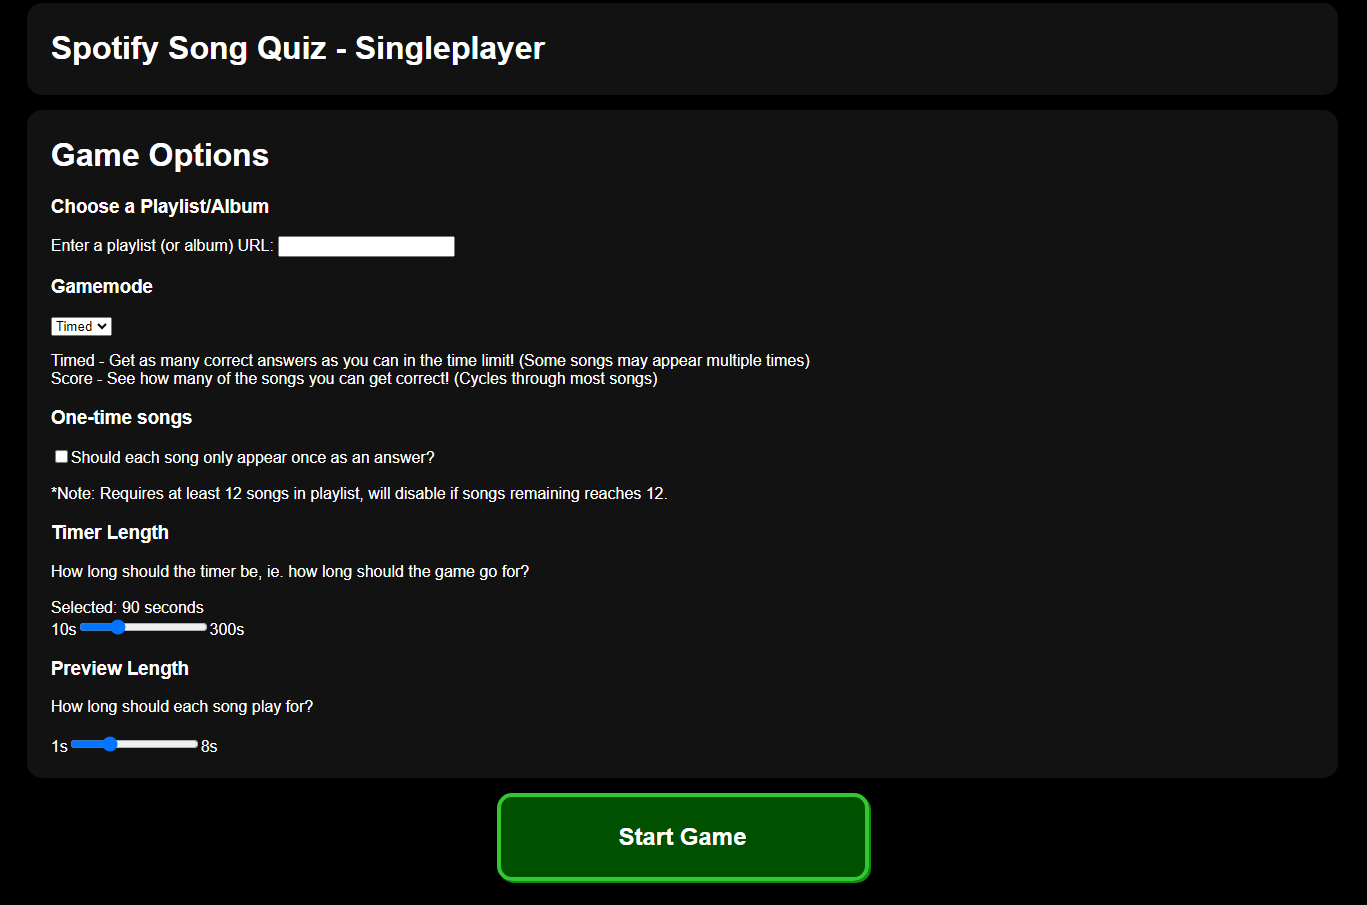 Spotify Song Quiz - Singleplayer
Game Options
Choose a Playlist/Album
Enter a playlist (or album) URL:
Gamemode
Timed
Timed - Get as many correct answers as you can in the time limit! (Some songs may appear multiple times)
Score - See how many of the songs you can get correct! (Cycles through most songs)
One-time songs
Should each song only appear once as an answer?
*Note: Requires at least 12 songs in playlist, will disable if songs remaining reaches 12.
Timer Length
How long should the timer be, ie. how long should the game go for?
Selected: 90 seconds
10s 300s
Preview Length
How long should each song play for?
1s 8s
Start Game